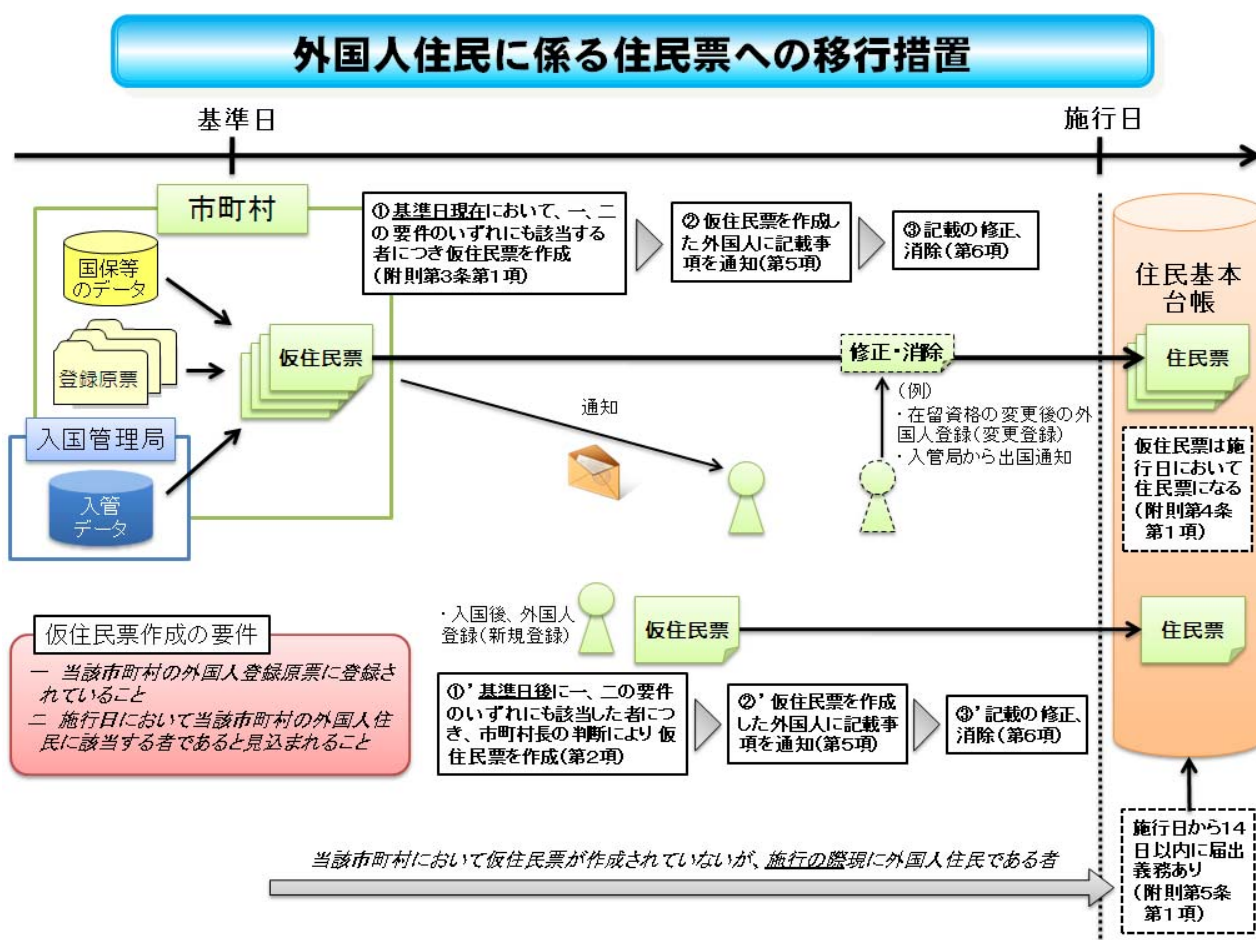 外国人住民に係る住民票への移行措置
基準日
施行日
市町村
国保等
のデータ
登録原票
入国管理局
入管
データ
仮住民票
①基準日現在において、一、二
の要件のいずれにも該当する
者につき仮住民票を作成
(附則第3条第1項)
②仮住民票を作成し
た外国人に記載事
項を通知(第5項)
③記載の修正、
消除(第6項)
通知
修正・消除
(例)
・在留資格の変更後の外
国人登録(変更登録)
・入管局から出国通知
住民基本
台帳
住民票
仮住民票は施
行日において
住民票になる
(附則第4条
第1項)
仮住民票作成の要件
一 当該市町村の外国人登録原票に登録さ
れていること
二 施行日において当該市町村の外国人住
民に該当する者であると見込まれること
・入国後、外国人
登録(新規登録)
仮住民票
住民票
①’基準日後に一、二の要件
のいずれにも該当した者につ
き、市町村長の判断により仮
住民票を作成(第2項)
②’仮住民票を作成
した外国人に記載事
項を通知(第5項)
③’記載の修正、
消除(第6項)
当該市町村において仮住民票が作成されていないが、施行の際現に外国人住民である者
施行日から14
日以内に届出
義務あり
(附則第5条
第1項)